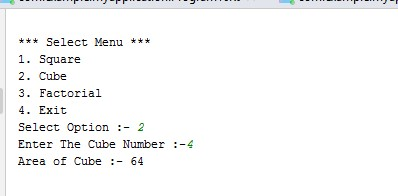 *** Select Menu ***
1. Square
2. Cube
3. Factorial
4. Exit
Select Option :- 2
Enter The Cube Number :-4
Area of Cube :- 64